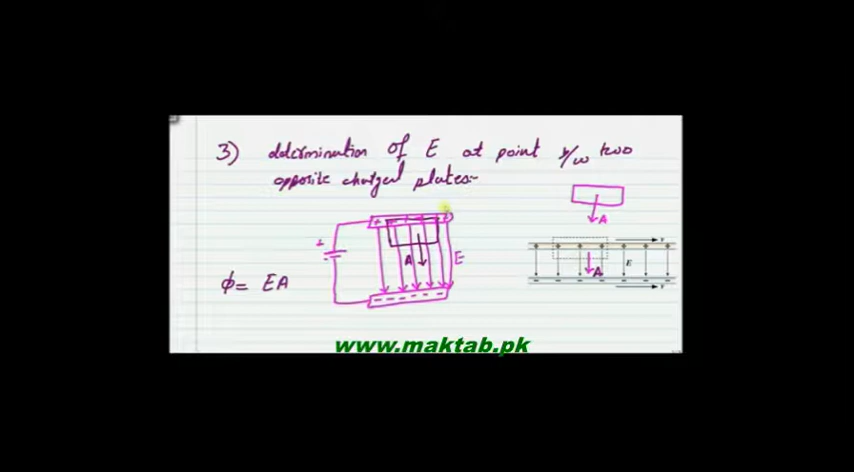 3) determination of E at point b/w two
opposite charged plates:-
A
+ + + +
+
A E
E
A
φ = EA
- - - - - -
www.maktab.pk